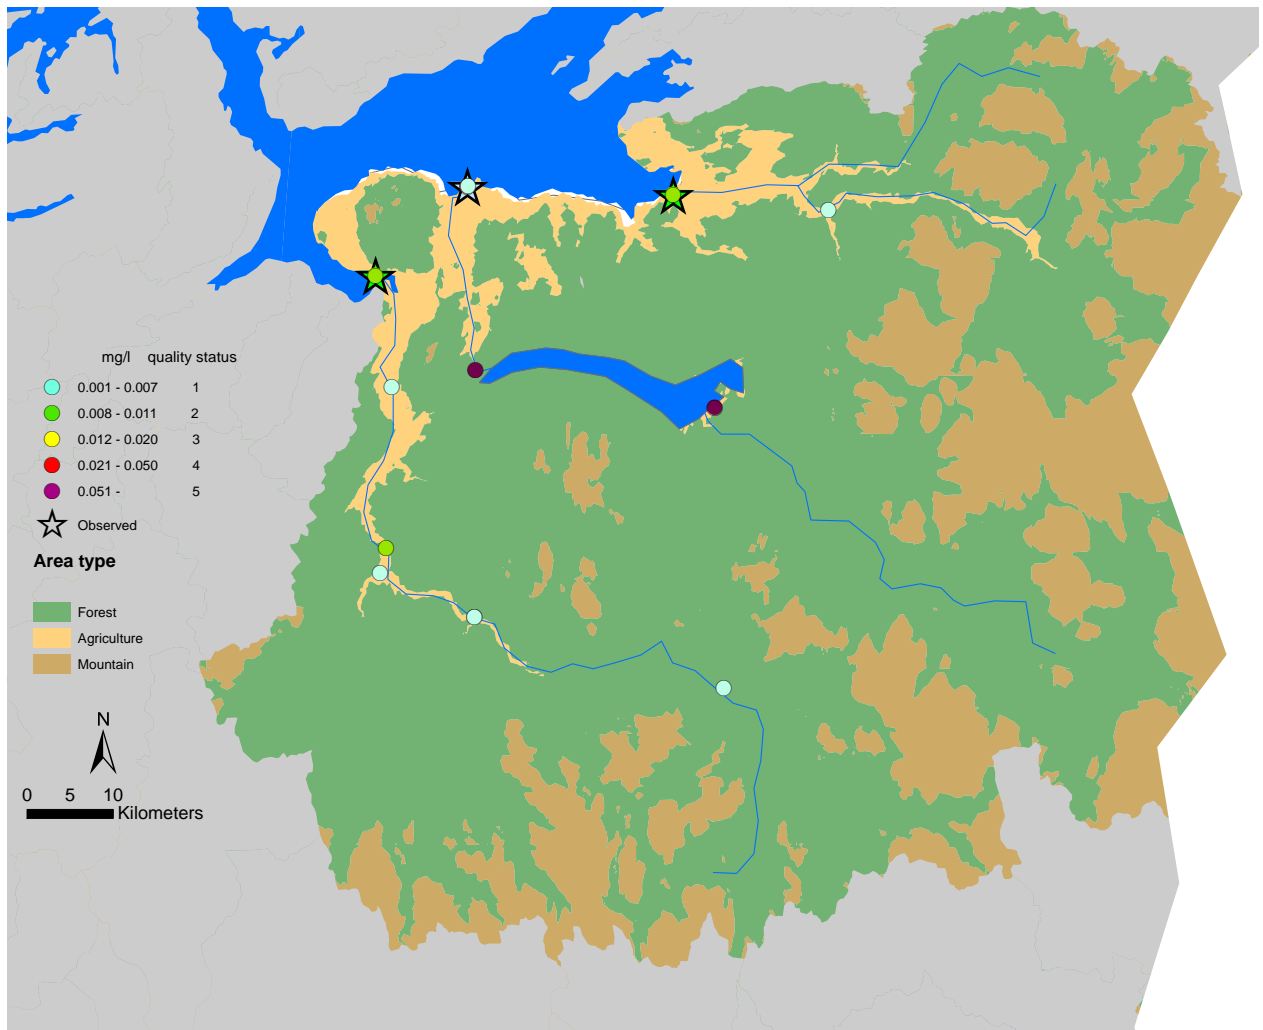 mg/l quality status
0.001 - 0.007 1
0.008 - 0.011 2
0.012 - 0.020 3
0.021 - 0.050 4
0.051 - 5
Observed
Area type
Forest
Agriculture
Mountain
N
0 5 10
Kilometers